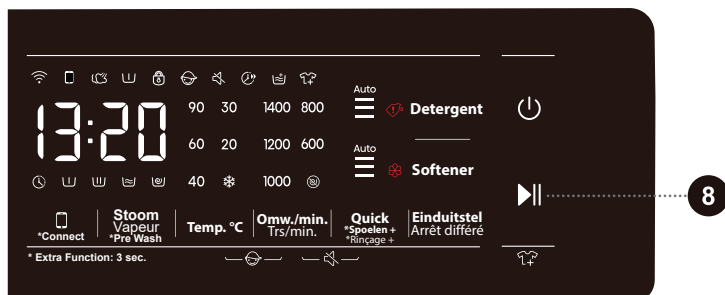 Auto
13:20
90 30 1400 800
Detergent
60 20 1200 600
Auto
Softener
40 1000
8
*Connect
Stoom
Vapeur
*Pre Wash
Temp. °C
Omw./min.
Trs/min.
Quick
*Spoelen +
*Rinçage +
Einduitstel
Arrêt différé
* Extra Function: 3 sec.